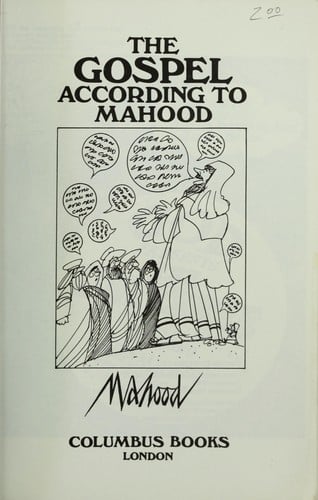 2.00
THE
GOSPEL
ACCORDING TO
MAHOOD
Mahood
COLUMBUS BOOKS
LONDON